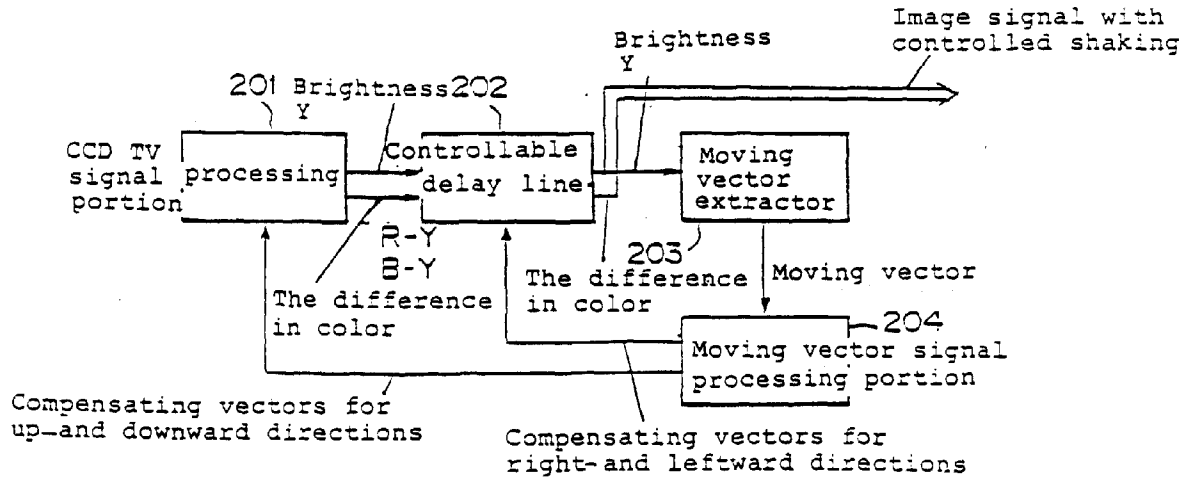 Image signal with
controlled shaking
Brightness
Y
201 Brightness 202
Y
CCD TV
signal
portion
processing
Controllable
delay line
Moving
vector
extractor
R-Y
B-Y
203
The difference
in color
The difference
in color
Moving vector
204
Moving vector signal
processing portion
Compensating vectors for
up-and downward directions
Compensating vectors for
right-and leftward directions